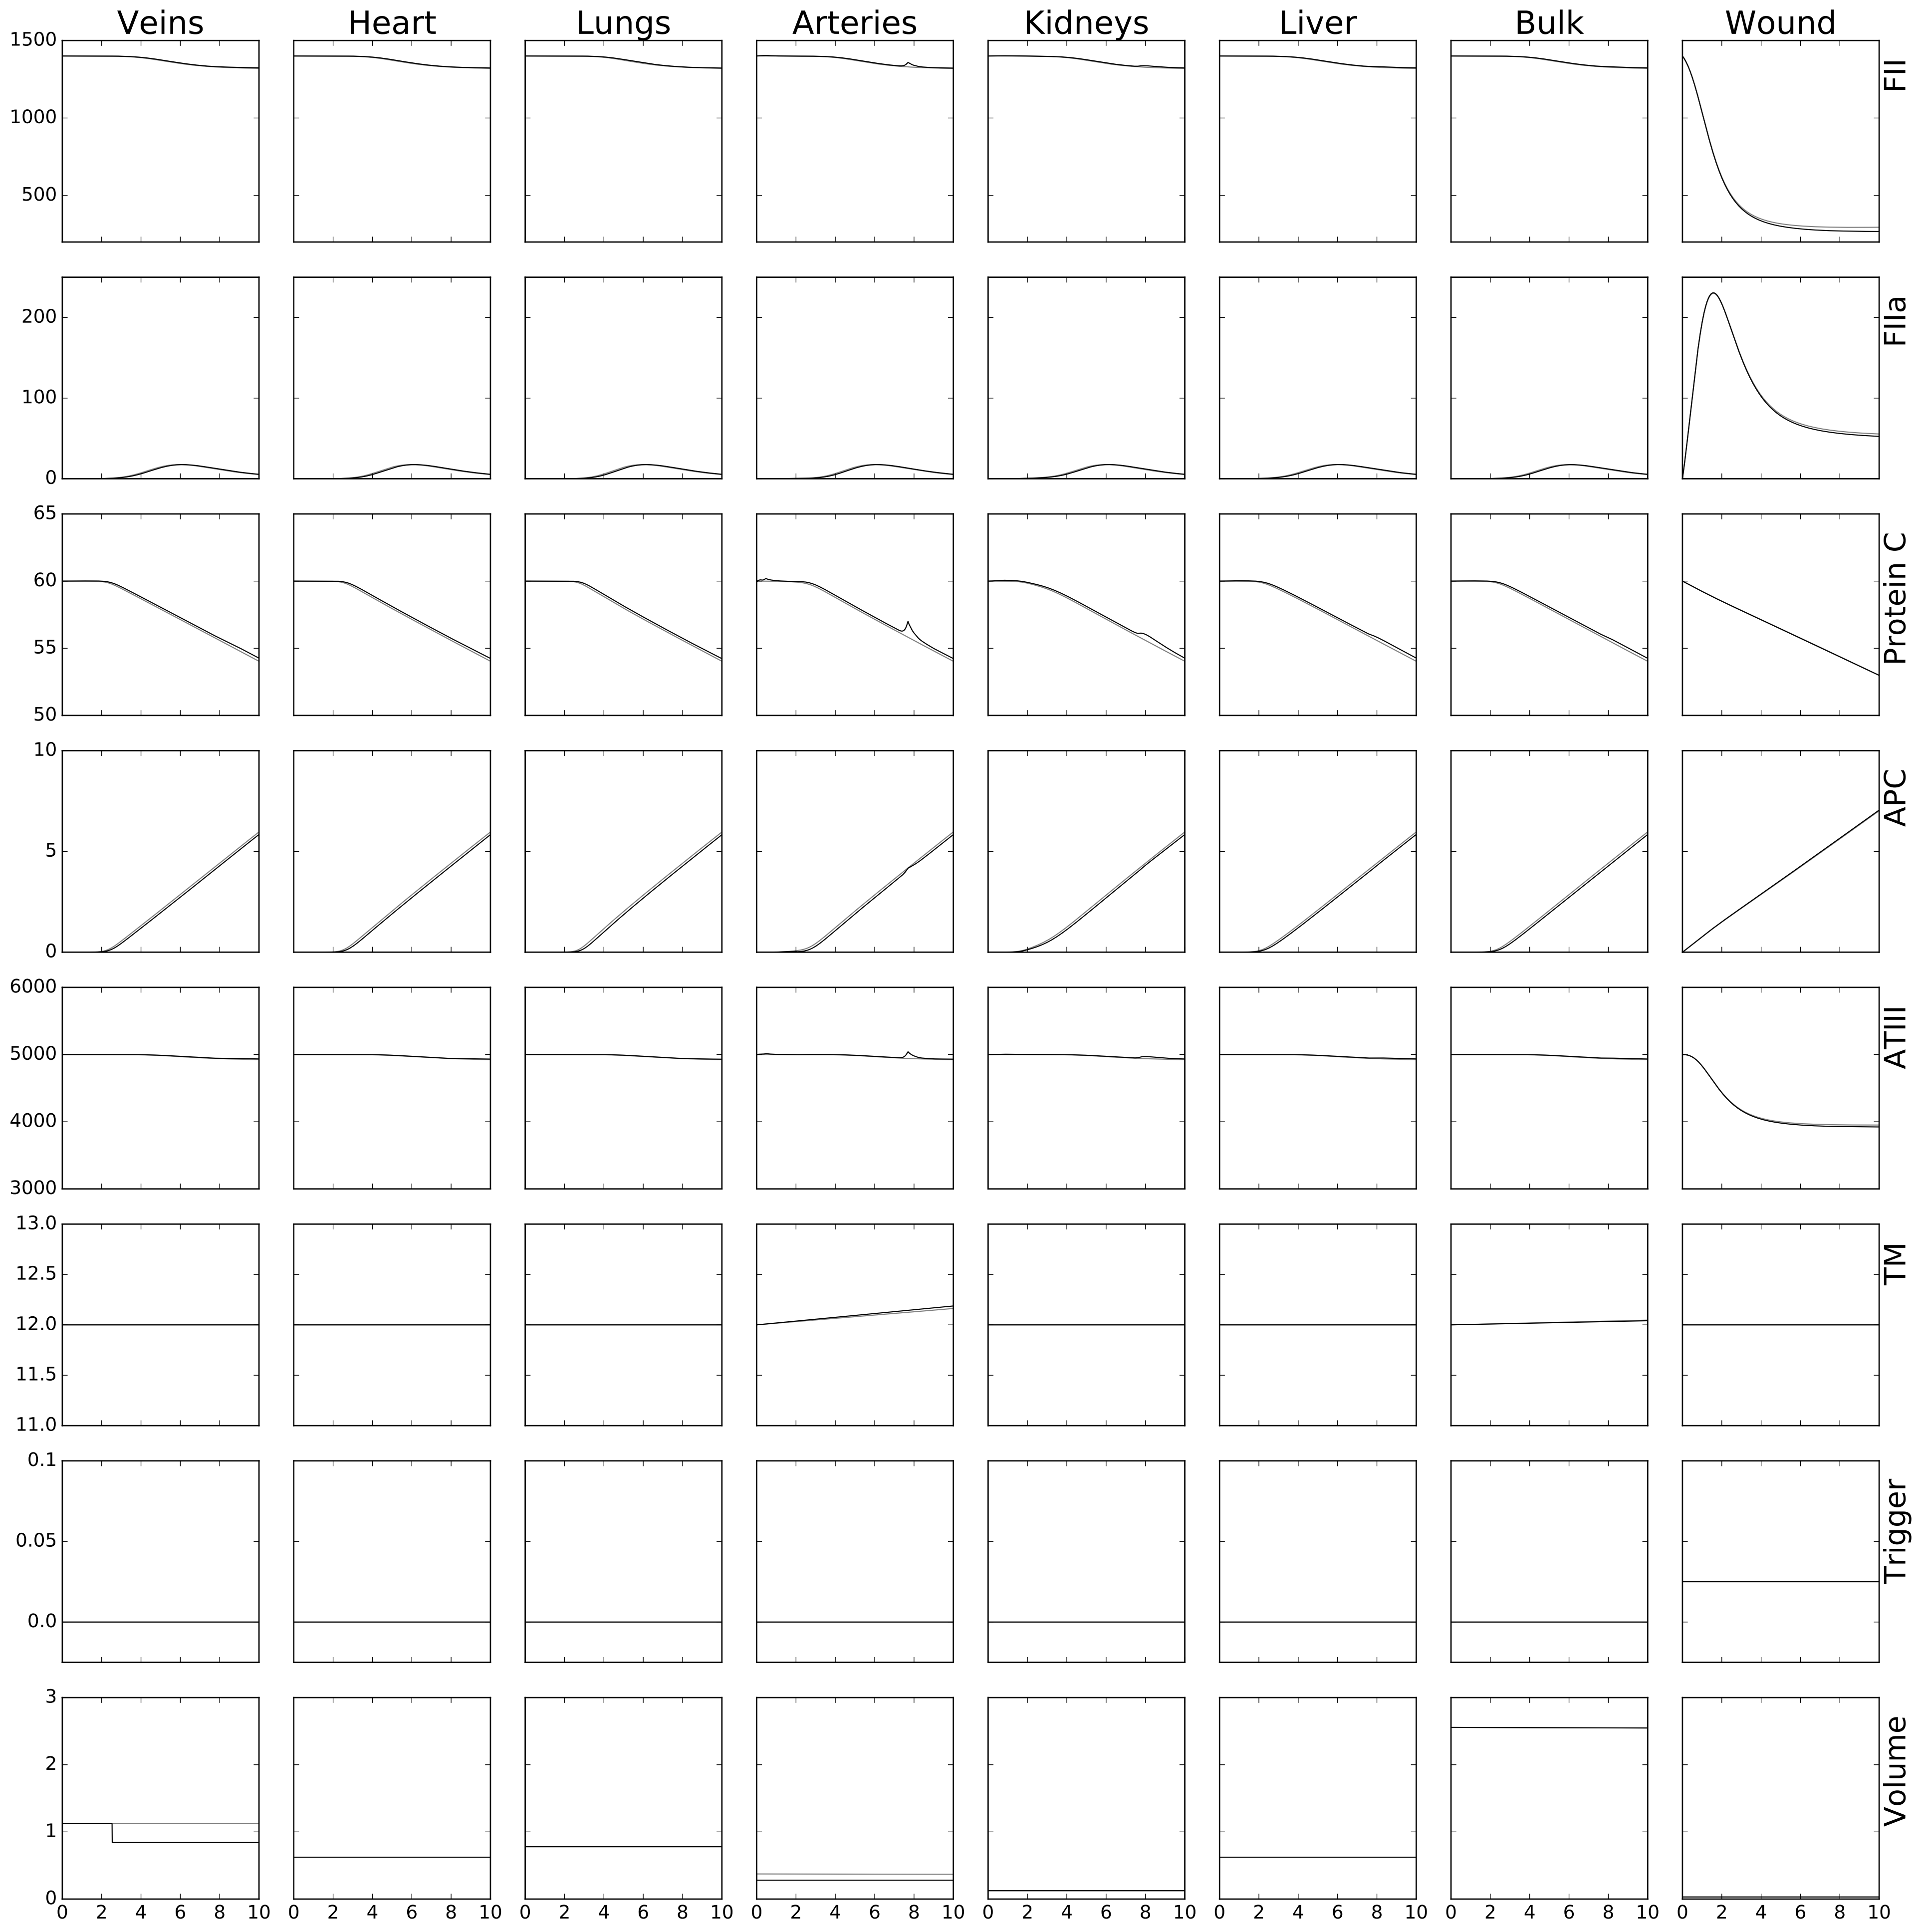 Veins Heart Lungs Arteries Kidneys Liver Bulk Wound
1500
1000
500
FII
200
100
0
FIIa
65
60
55
50
Protein C
10
5
0
APC
6000
5000
4000
3000
ATIII
13.0
12.5
12.0
11.5
11.0
TM
0.1
0.05
0.0
Trigger
3
2
1
0
Volume
0 2 4 6 8 10 0 2 4 6 8 10 0 2 4 6 8 10 0 2 4 6 8 10 0 2 4 6 8 10 0 2 4 6 8 10 0 2 4 6 8 10 0 2 4 6 8 10